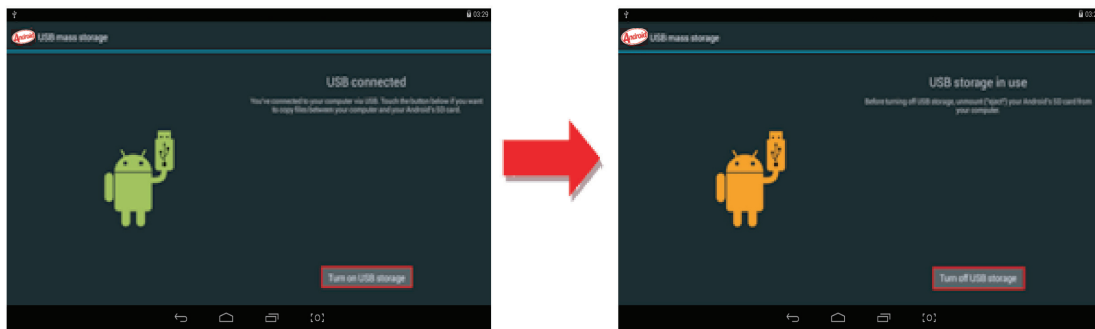 03:29
Android USB mass storage
USB connected
You've connected to your computer via USB. Touch the button below if you want
to copy files between your computer and your Android's SD card.
Turn on USB storage
Android USB mass storage
USB storage in use
Before turning off USB storage, unmount ("eject") your Android's SD card from
your computer.
Turn off USB storage